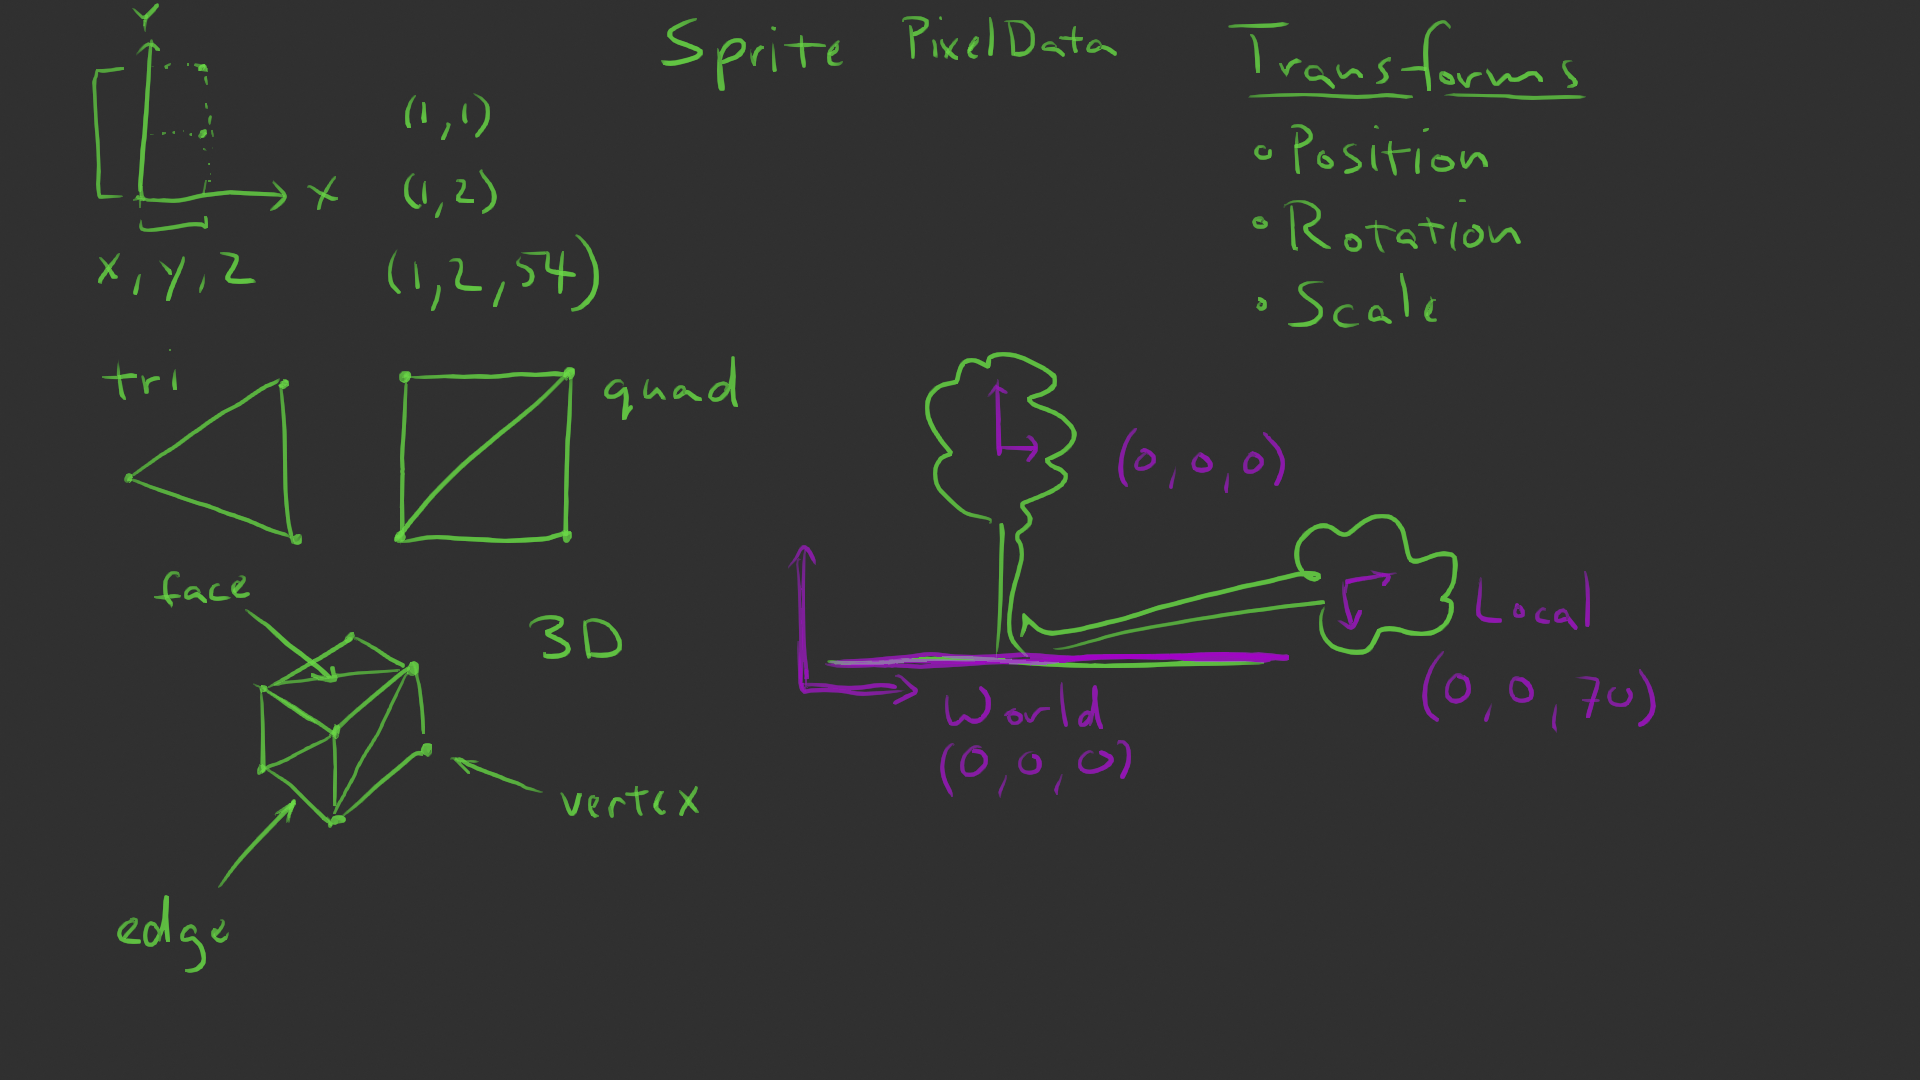 Y
X
x, y, z
(1,1)
(1,2)
(1,2,54)
Sprite PixelData
Transforms
Position
Rotation
Scale
tri
quad
face
3D
vertex
edge
(0,0,0)
Local
(0,0,70)
World
(0,0,0)